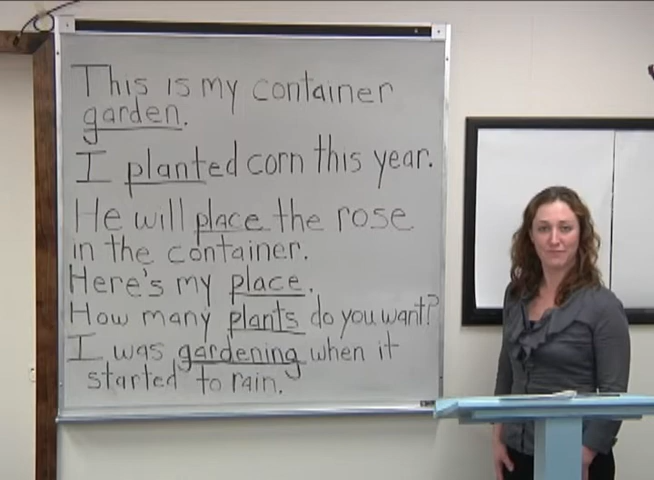 This is my container
garden.
I planted corn this year.
He will place the rose
in the container.
Here's my place.
How many plants do you want?
I was gardening when it
started to rain.